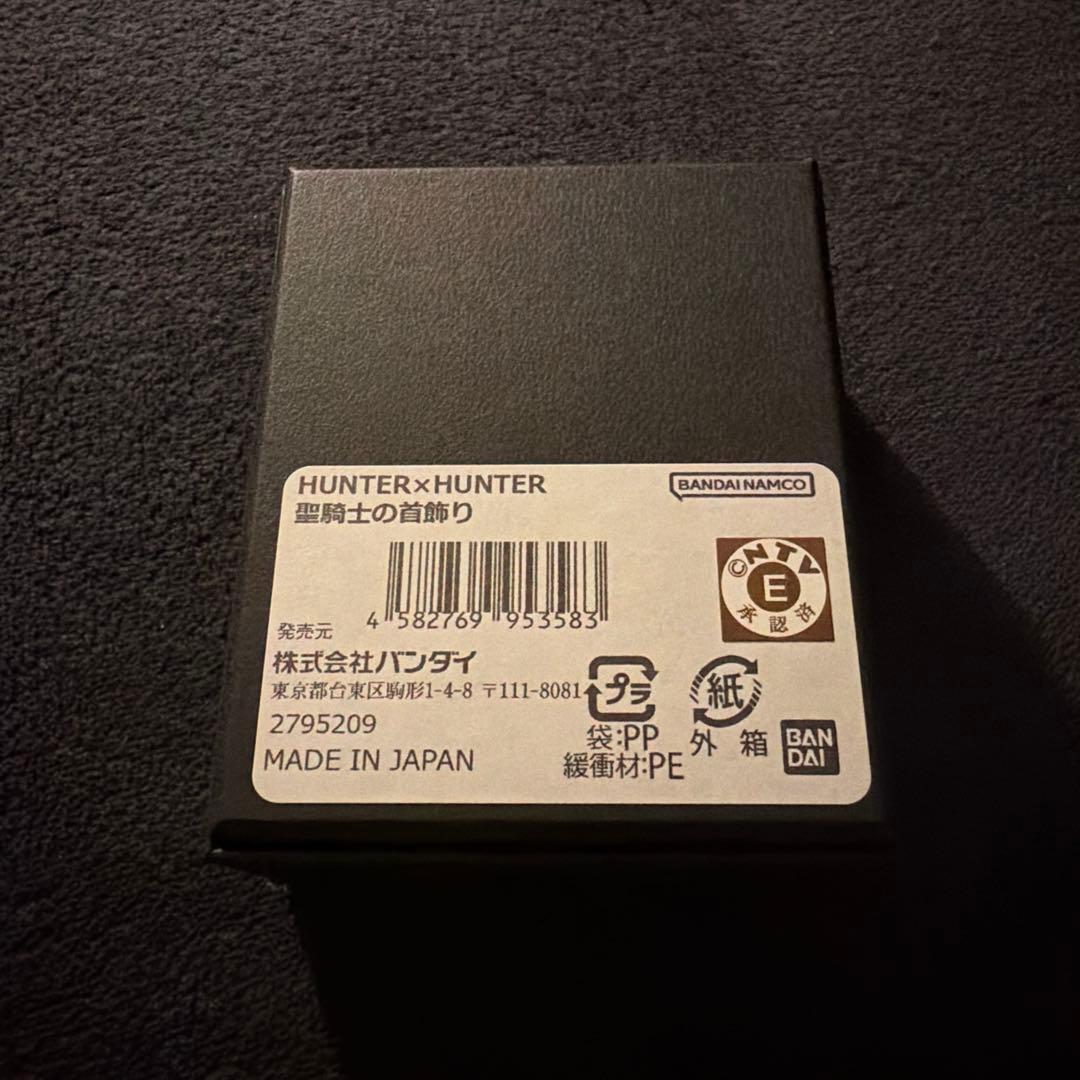 HUNTER×HUNTER
BANDAI NAMCO
聖騎士の首飾り
©NTV
E
承認済
4 582769 953583
発売元
株式会社バンダイ
東京都台東区駒形1-4-8 〒111-8081
2795209
MADE IN JAPAN
プラ
袋:PP
緩衝材:PE
紙
外箱
BAN
DAI